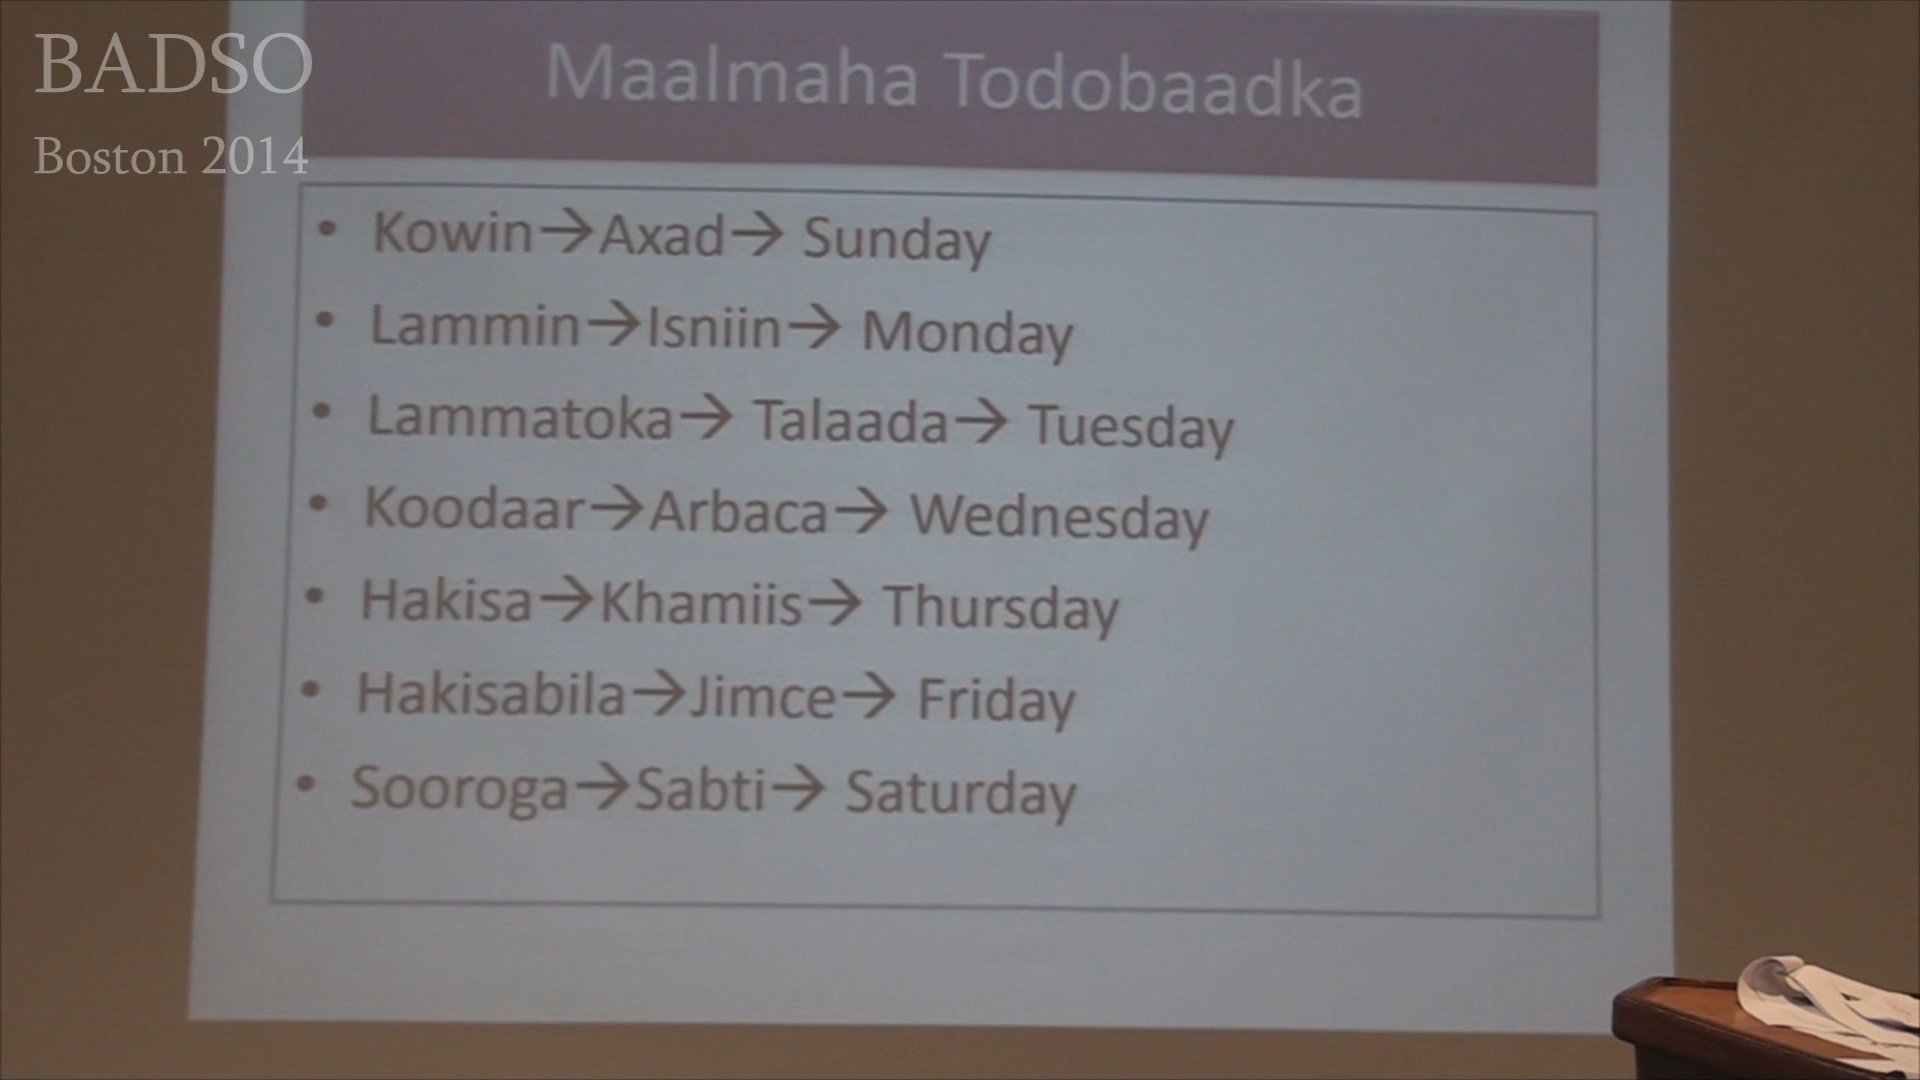 BADSO
Boston 2014
Maalmaha Todobaadka
• Kowin→Axad→ Sunday
• Lammin→Isniin→ Monday
• Lammatoka→ Talaada→ Tuesday
• Koodaar→Arbaca→ Wednesday
• Hakisa→Khamiis→ Thursday
• Hakisabila→Jimce→ Friday
• Sooroga→Sabti→ Saturday